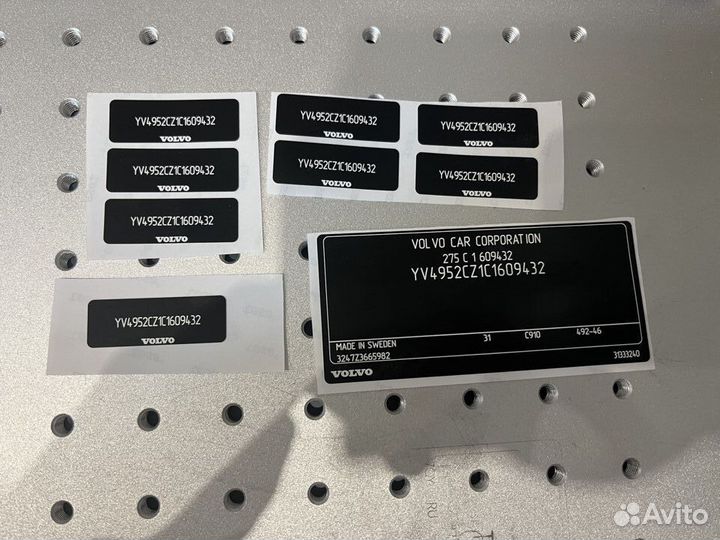 YV4952CZ1C1609432
VOLVO
YV4952CZ1C1609432
VOLVO
YV4952CZ1C1609432
VOLVO
YV4952CZ1C1609432
VOLVO
YV4952CZ1C1609432
VOLVO
YV4952CZ1C1609432
VOLVO
YV4952CZ1C1609432
VOLVO
YV4952CZ1C1609432
VOLVO
VOLVO CAR CORPORATION
275 C 1 609432
YV4952CZ1C1609432
MADE IN SWEDEN 31 C910 492-46
3247Z3665982 31333240
VOLVO
RU
Avito